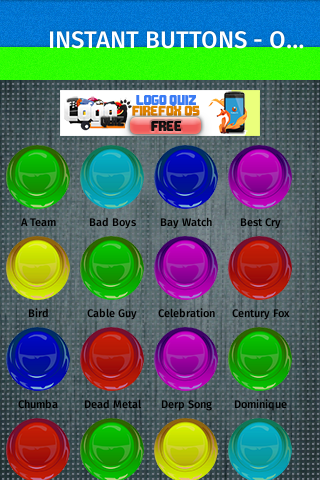 INSTANT BUTTONS - O...
LOGO QUIZ
FIREFOX OS
FREE
A Team
Bad Boys
Bay Watch
Best Cry
Bird
Cable Guy
Celebration
Century Fox
Chumba
Dead Metal
Derp Song
Dominique